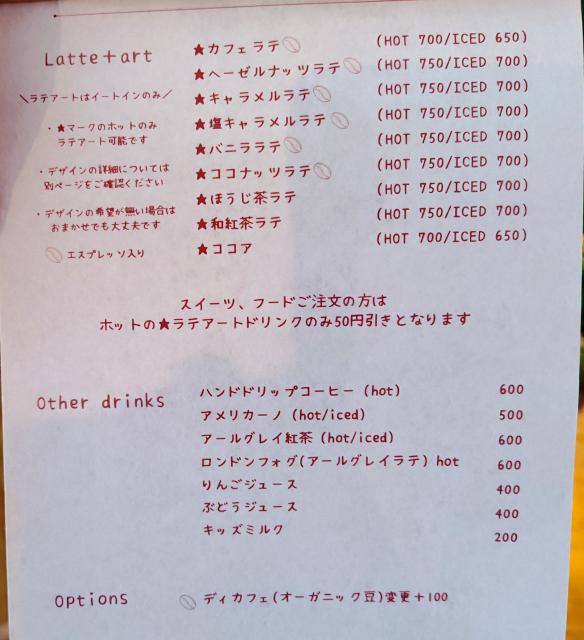 Latte+art
\ラテアートはイートインのみ/
・★マークのホットのみ
ラテアート可能です
・デザインの詳細については
別ページをご確認ください
・デザインの希望が無い場合は
おまかせでも大丈夫です
エスプレッソ入り
★カフェラテ (HOT 700/ICED 650)
★ヘーゼルナッツラテ (HOT 750/ICED 700)
★キャラメルラテ (HOT 750/ICED 700)
★塩キャラメルラテ (HOT 750/ICED 700)
★バニララテ (HOT 750/ICED 700)
★ココナッツラテ (HOT 750/ICED 700)
★ほうじ茶ラテ (HOT 750/ICED 700)
★和紅茶ラテ (HOT 750/ICED 700)
★ココア (HOT 700/ICED 650)
スイーツ、フードご注文の方は
ホットの★ラテアートドリンクのみ50円引きとなります
Other drinks
ハンドドリップコーヒー (hot) 600
アメリカーノ (hot/iced) 500
アールグレイ紅茶 (hot/iced) 600
ロンドンフォグ(アールグレイラテ) hot 600
りんごジュース 400
ぶどうジュース 400
キッズミルク 200
Options
ディカフェ(オーガニック豆)変更+100